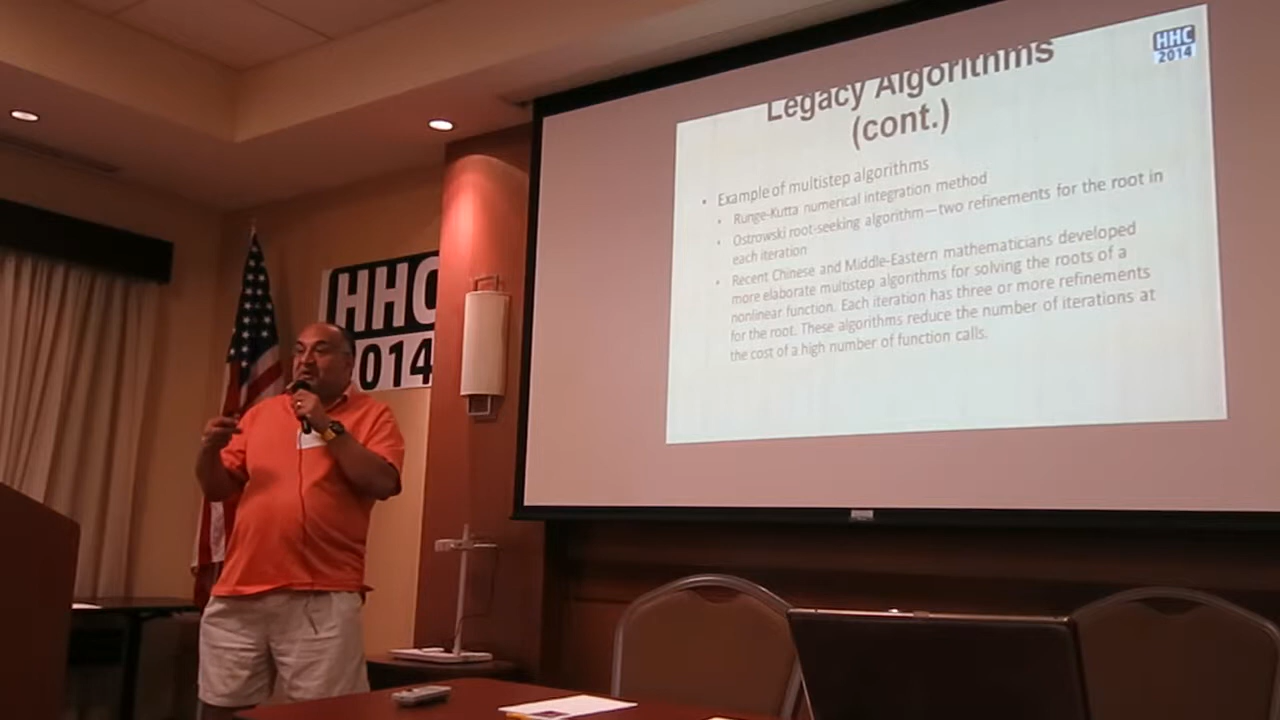 HHC
2014
Legacy Algorithms
(cont.)
• Example of multistep algorithms
• Runge-Kutta numerical integration method
• Ostrowski root-seeking algorithm—two refinements for the root in
each iteration
• Recent Chinese and Middle-Eastern mathematicians developed
more elaborate multistep algorithms for solving the roots of a
nonlinear function. Each iteration has three or more refinements
for the root. These algorithms reduce the number of iterations at
the cost of a high number of function calls.
HHC
2014